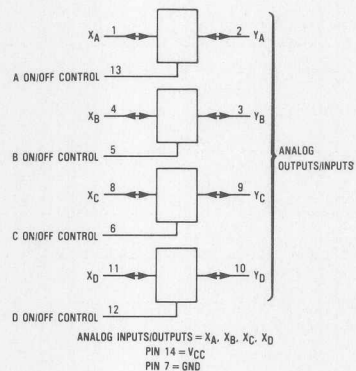 X_A 1 2 Y_A
A ON/OFF CONTROL 13
X_B 4 3 Y_B
B ON/OFF CONTROL 5
ANALOG
OUTPUTS/INPUTS
X_C 8 9 Y_C
C ON/OFF CONTROL 6
X_D 11 10 Y_D
D ON/OFF CONTROL 12
ANALOG INPUTS/OUTPUTS = X_A, X_B, X_C, X_D
PIN 14 = V_CC
PIN 7 = GND